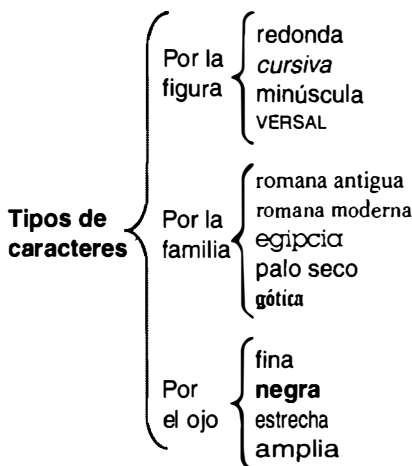 Tipos de
caracteres
Por la
figura
redonda
cursiva
minúscula
VERSAL
Por la
familia
romana antigua
romana moderna
egipcia
palo seco
gótica
Por
el ojo
fina
negra
estrecha
amplia